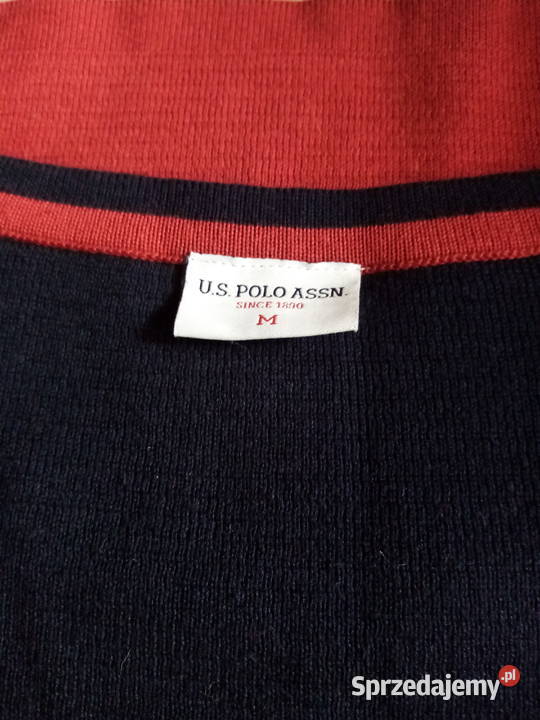 U.S. POLO ASSN.
SINCE 1890
M
Sprzedajemy.pl